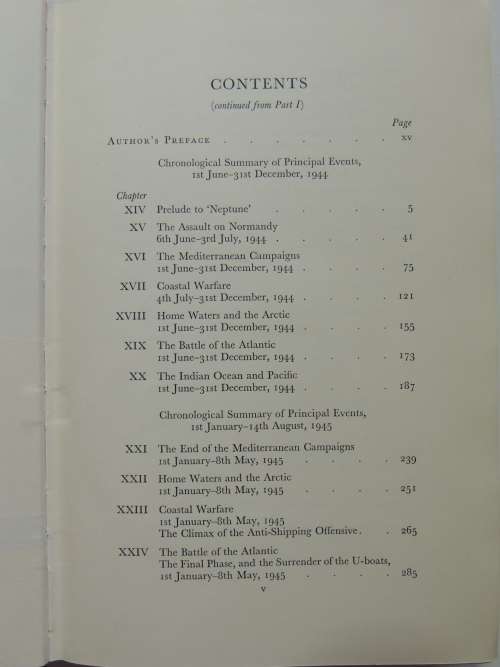 CONTENTS
(continued from Part I)
Page
AUTHOR'S PREFACE . . . . . . . xv
Chronological Summary of Principal Events,
1st June–31st December, 1944
Chapter
XIV Prelude to 'Neptune' . . . . . 5
XV The Assault on Normandy
6th June–3rd July, 1944 . . . . . 41
XVI The Mediterranean Campaigns
1st June–31st December, 1944 . . . . 75
XVII Coastal Warfare
4th July–31st December, 1944 . . . . 121
XVIII Home Waters and the Arctic
1st June–31st December, 1944 . . . . 155
XIX The Battle of the Atlantic
1st June–31st December, 1944 . . . . 173
XX The Indian Ocean and Pacific
1st June–31st December, 1944 . . . . 187
Chronological Summary of Principal Events,
1st January–14th August, 1945
XXI The End of the Mediterranean Campaigns
1st January–8th May, 1945 . . . . 239
XXII Home Waters and the Arctic
1st January–8th May, 1945 . . . . 251
XXIII Coastal Warfare
1st January–8th May, 1945
The Climax of the Anti-Shipping Offensive . . 265
XXIV The Battle of the Atlantic
The Final Phase, and the Surrender of the U-boats,
1st January–8th May, 1945 . . . . 285
v